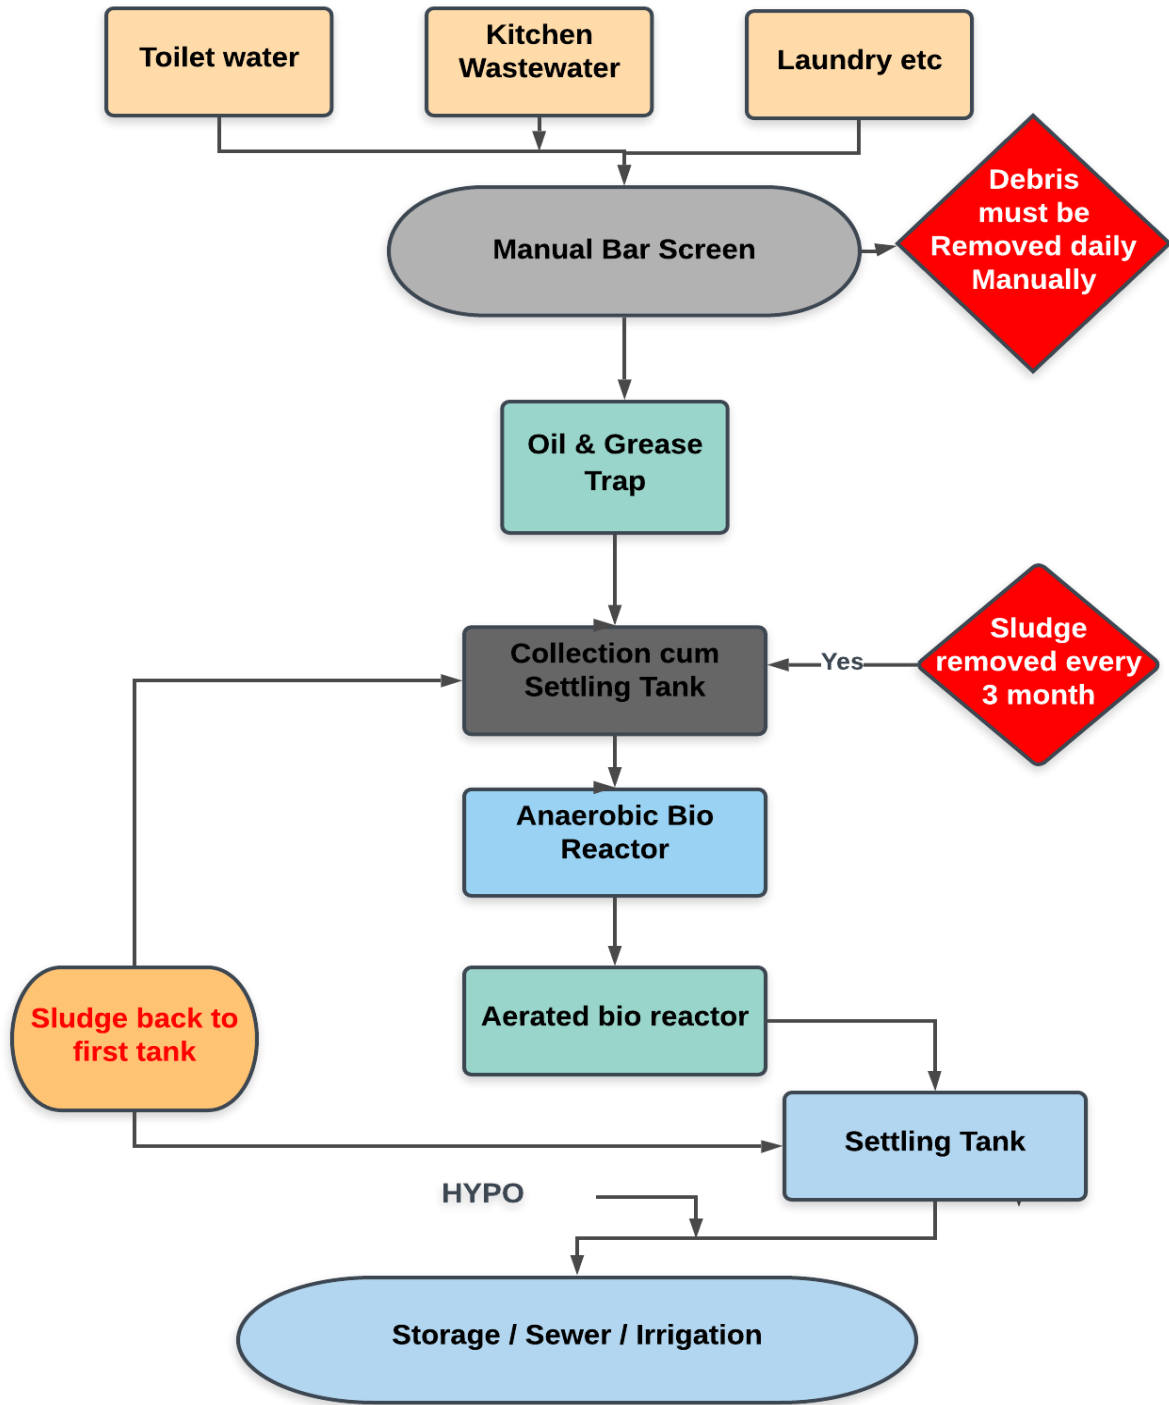 Toilet water
Kitchen
Wastewater
Laundry etc
Debris
must be
Removed daily
Manually
Manual Bar Screen
Oil & Grease
Trap
Collection cum
Settling Tank
Yes
Sludge
removed every
3 month
Anaerobic Bio
Reactor
Aerated bio reactor
Sludge back to
first tank
Settling Tank
HYPO
Storage / Sewer / Irrigation